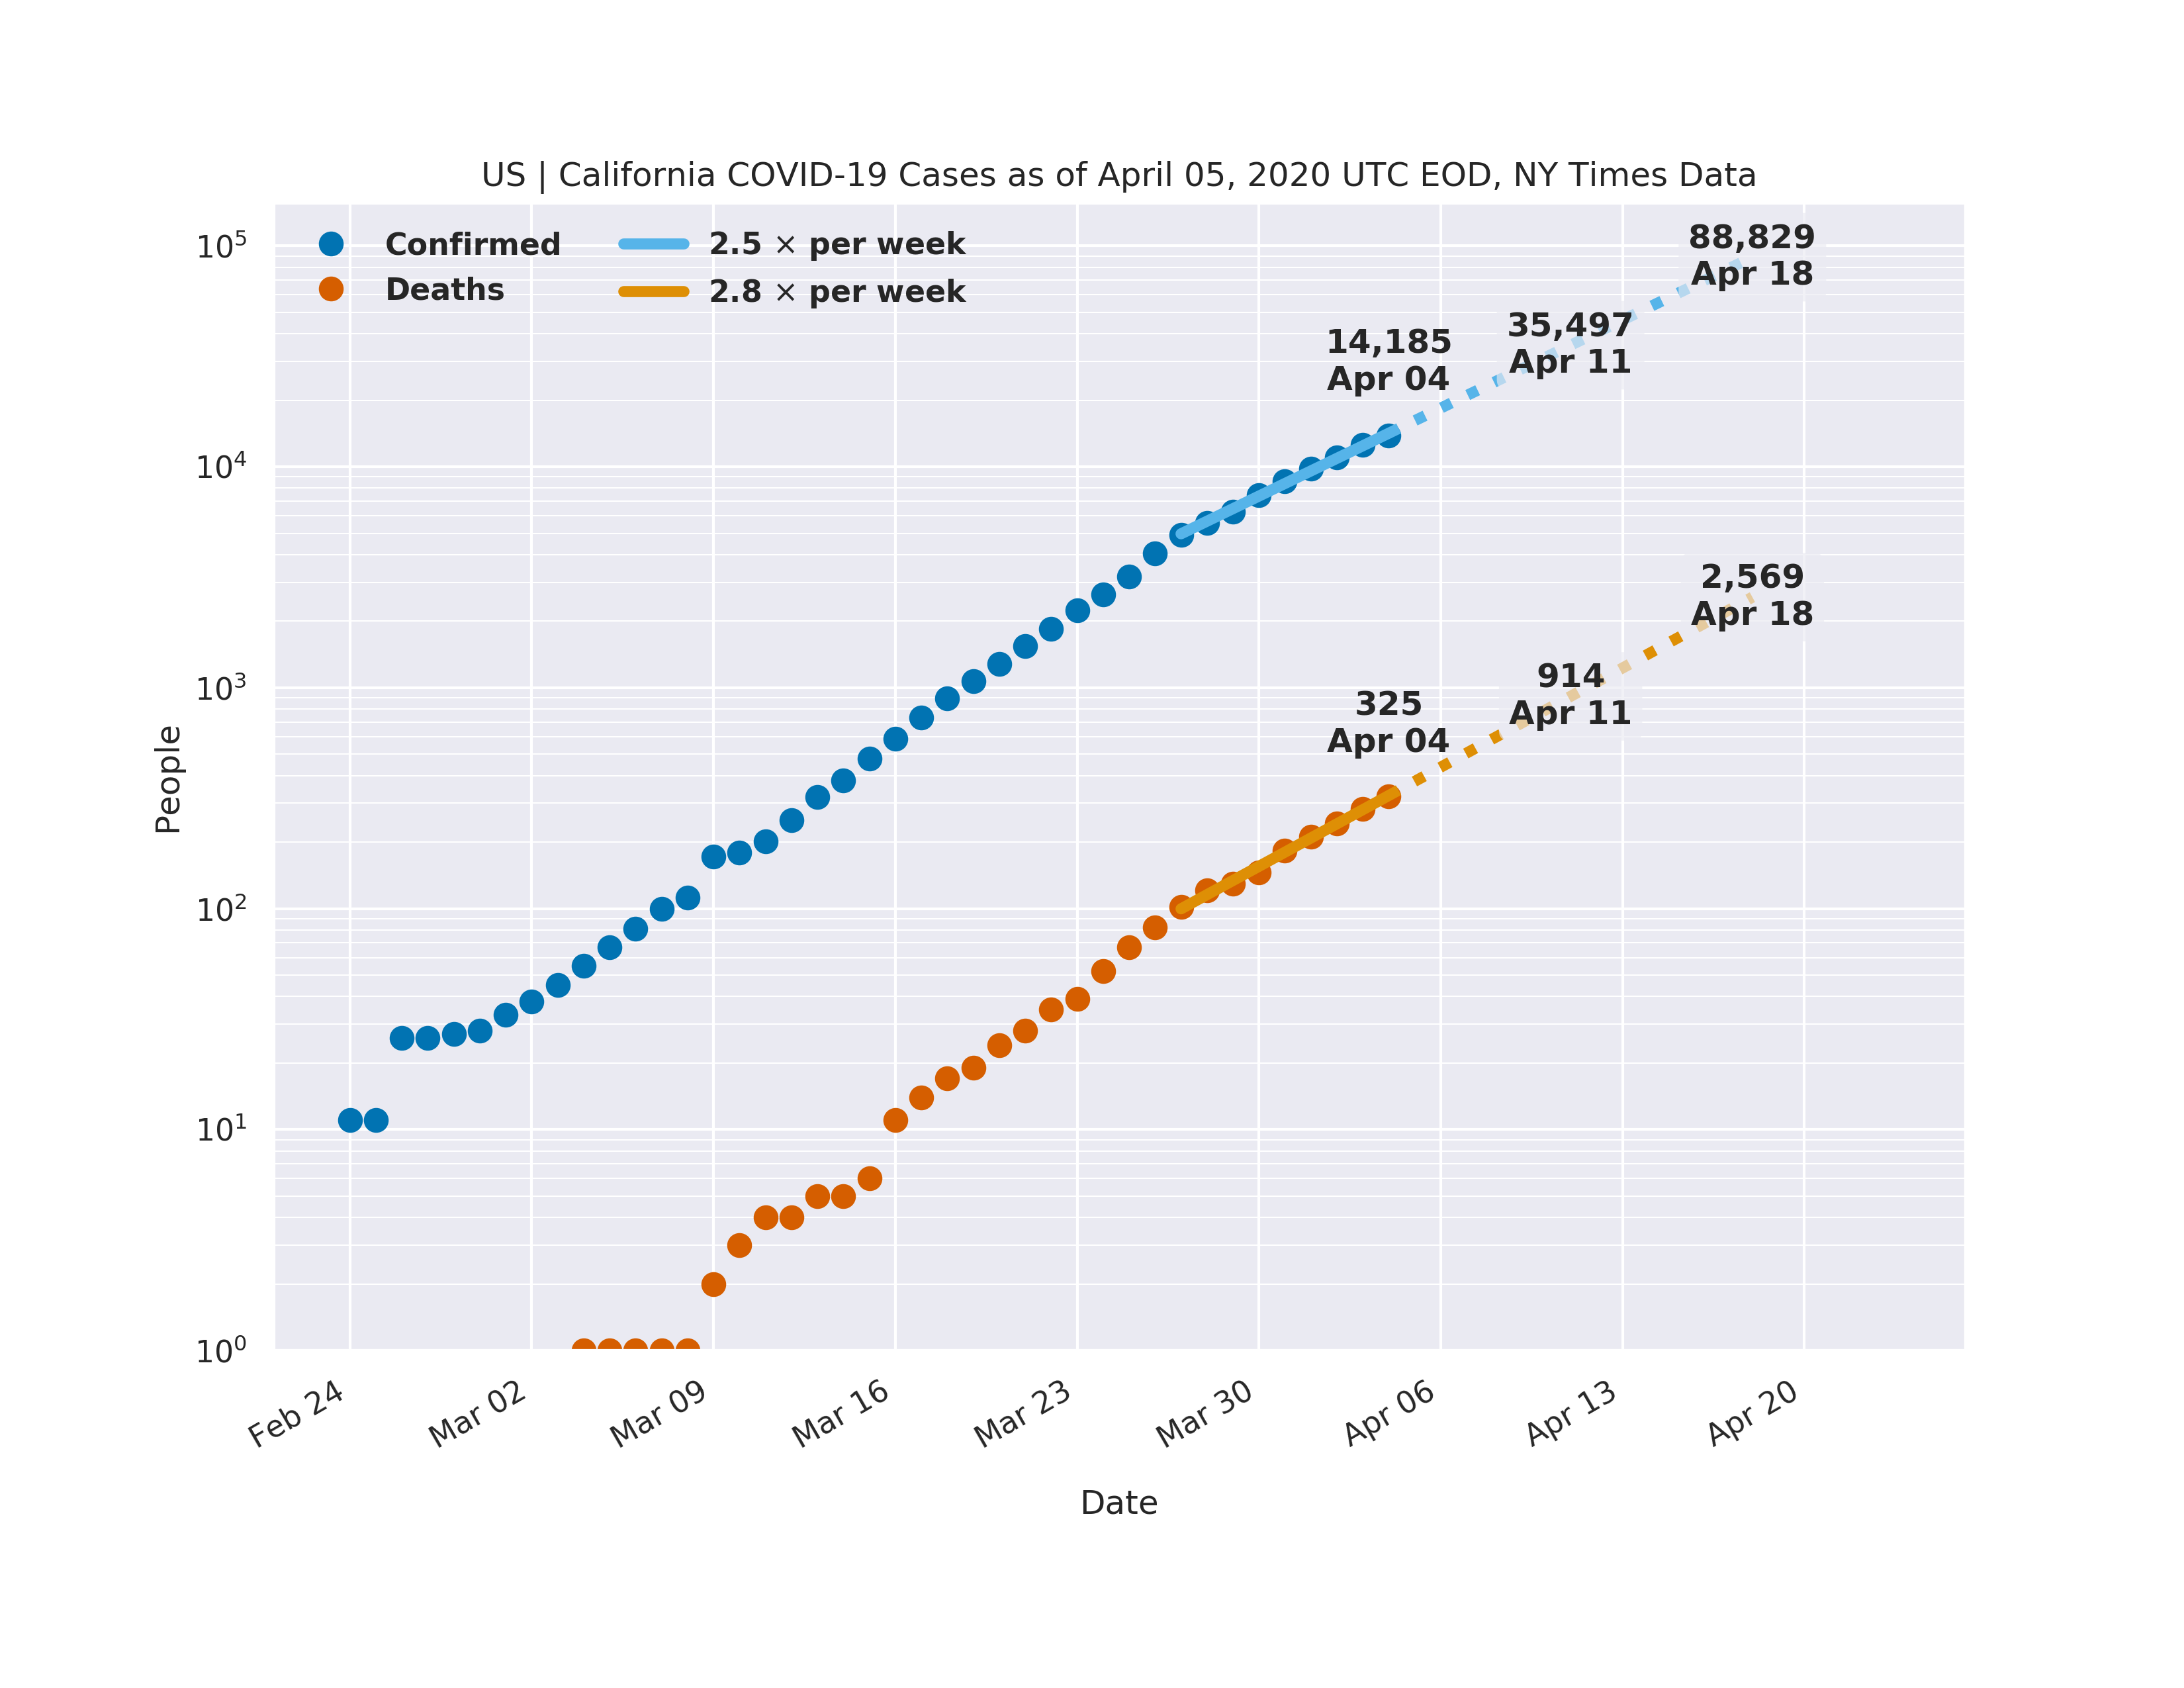 US | California COVID-19 Cases as of April 05, 2020 UTC EOD, NY Times Data
Confirmed
Deaths
2.5 × per week
2.8 × per week
88,829
Apr 18
35,497
Apr 11
14,185
Apr 04
2,569
Apr 18
914
Apr 11
325
Apr 04
People
10⁵
10⁴
10³
10²
10¹
10⁰
Feb 24
Mar 02
Mar 09
Mar 16
Mar 23
Mar 30
Apr 06
Apr 13
Apr 20
Date